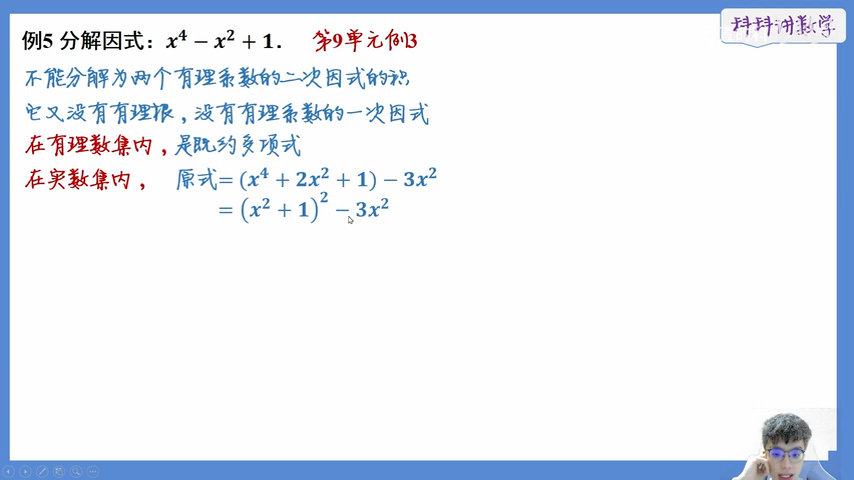 科科讲数学
例5 分解因式：x⁴ − x² + 1． 第9单元例3
不能分解为两个有理系数的二次因式的积
它又没有有理根，没有有理系数的一次因式
在有理数集内，是既约多项式
在实数集内， 原式= (x⁴ + 2x² + 1) − 3x²
= (x² + 1)² − 3x²